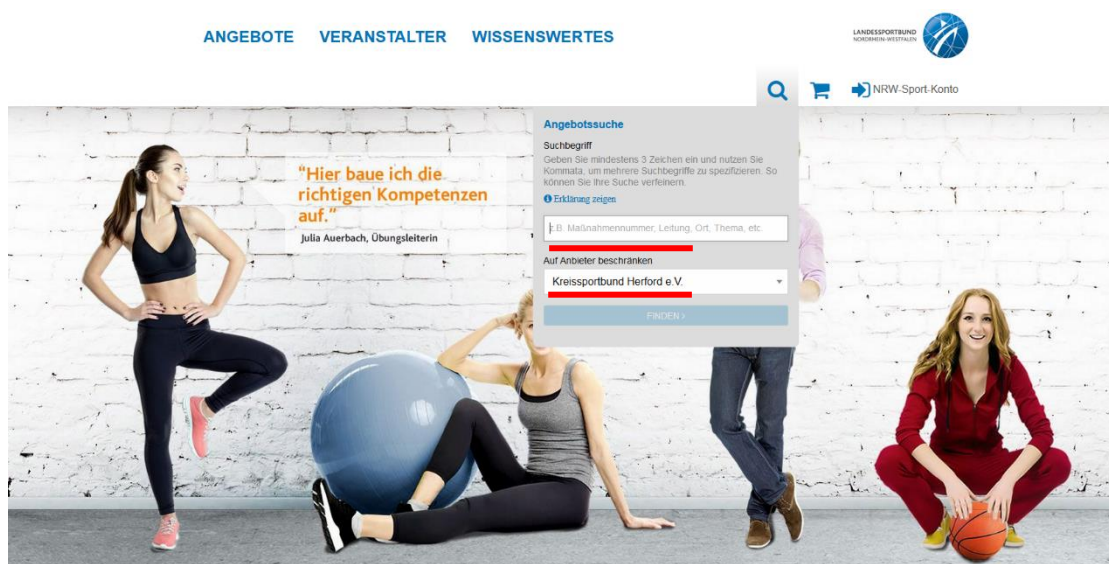 ANGEBOTE VERANSTALTER WISSENSWERTES
LANDESSPORTBUND
NORDRHEIN-WESTFALEN
NRW-Sport-Konto
Angebotssuche
Suchbegriff
Geben Sie mindestens 3 Zeichen ein und nutzen Sie
Kommata, um mehrere Suchbegriffe zu spezifizieren. So
können Sie Ihre Suche verfeinern.
Erklärung zeigen
z.B. Maßnahmennummer, Leitung, Ort, Thema, etc.
Auf Anbieter beschränken
Kreissportbund Herford e.V.
FINDEN >
"Hier baue ich die
richtigen Kompetenzen
auf."
Julia Auerbach, Übungsleiterin